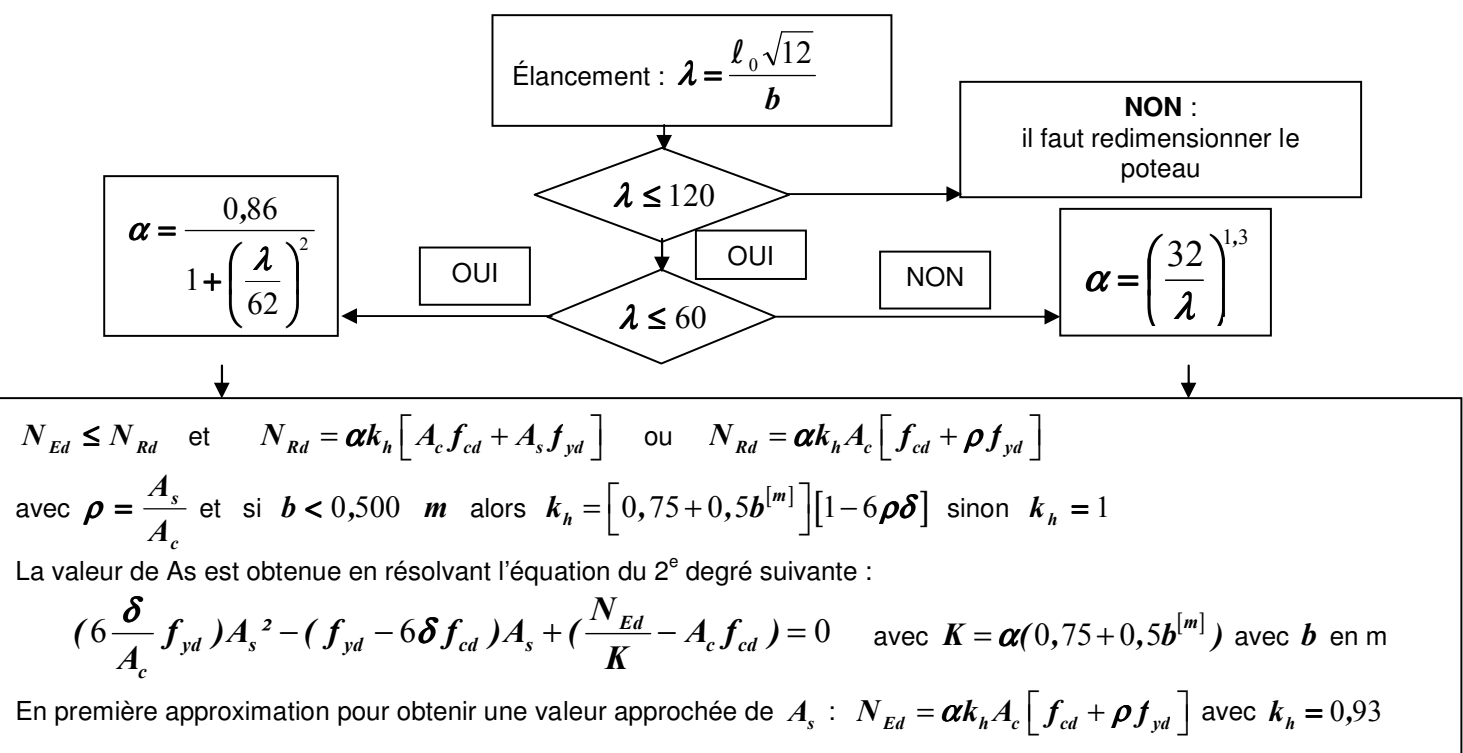 Élancement : λ = ℓ₀√12 / b
NON :
il faut redimensionner le
poteau
λ ≤ 120
α = 0,86 / (1 + (λ/62)²)
OUI
OUI
NON
α = (32/λ)^1,3
λ ≤ 60
N_Ed ≤ N_Rd et N_Rd = αk_h[A_c f_cd + A_s f_yd] ou N_Rd = αk_h A_c[f_cd + ρf_yd]
avec ρ = A_s/A_c et si b < 0,500 m alors k_h = [0,75 + 0,5b^[m]][1 − 6ρδ] sinon k_h = 1
La valeur de As est obtenue en résolvant l'équation du 2e degré suivante :
(6 δ/A_c f_yd)A_s² − (f_yd − 6δf_cd)A_s + (N_Ed/K − A_c f_cd) = 0 avec K = α(0,75 + 0,5b^[m]) avec b en m
En première approximation pour obtenir une valeur approchée de A_s : N_Ed = αk_h A_c[f_cd + ρf_yd] avec k_h = 0,93